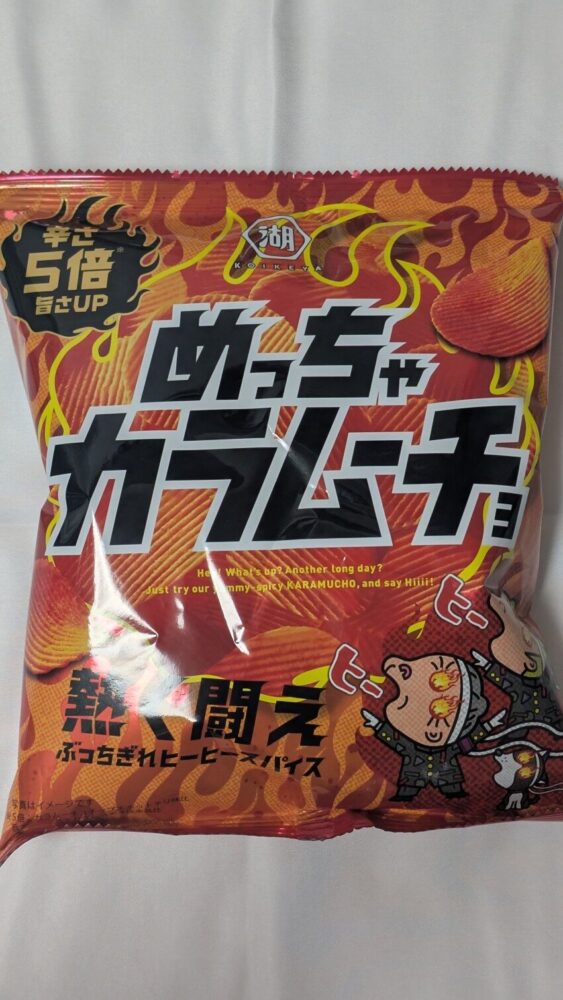 辛さ
5倍※
旨さUP
湖
KOIKEYA
めっちゃ
カラムーチョ
Hey! What's up? Another long day?
Just try our yummy-spicy KARAMUCHO, and say Hiiii!
ヒー
ヒー
熱く闘え
ぶっちぎれヒーヒースパイス
写真はイメージです